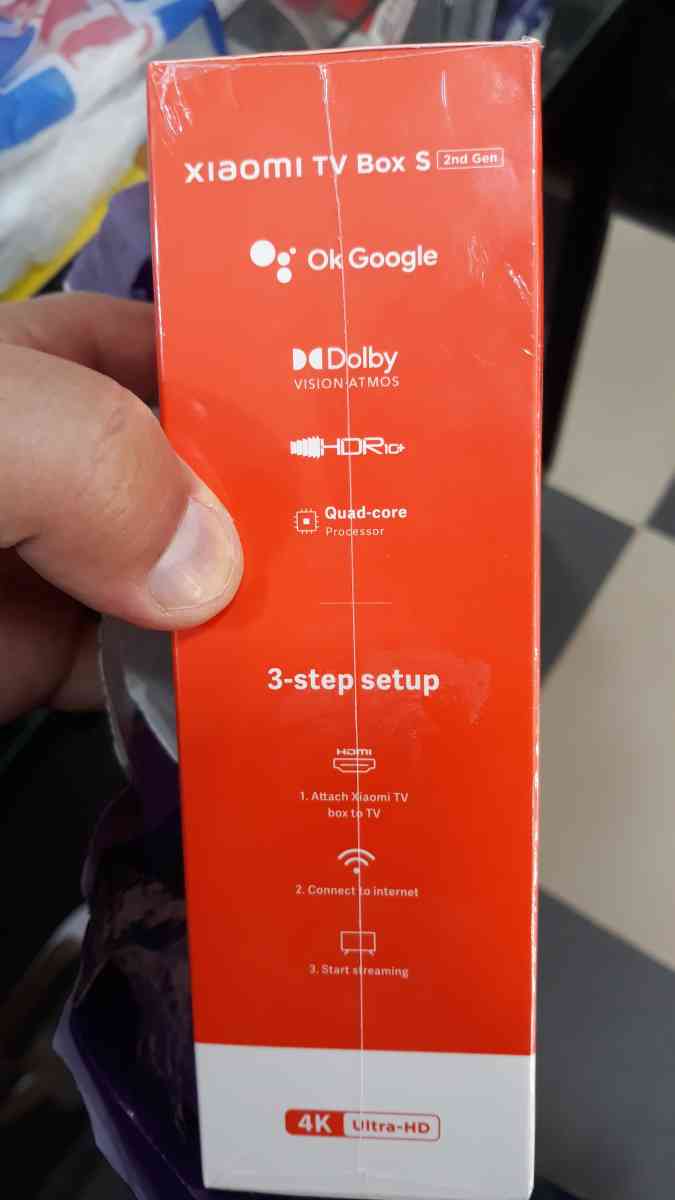 xiaomi TV Box S 2nd Gen
Ok Google
Dolby
VISION·ATMOS
HDR10+
Quad-core
Processor
3-step setup
HDMI
1. Attach Xiaomi TV
box to TV
2. Connect to internet
3. Start streaming
4K Ultra-HD